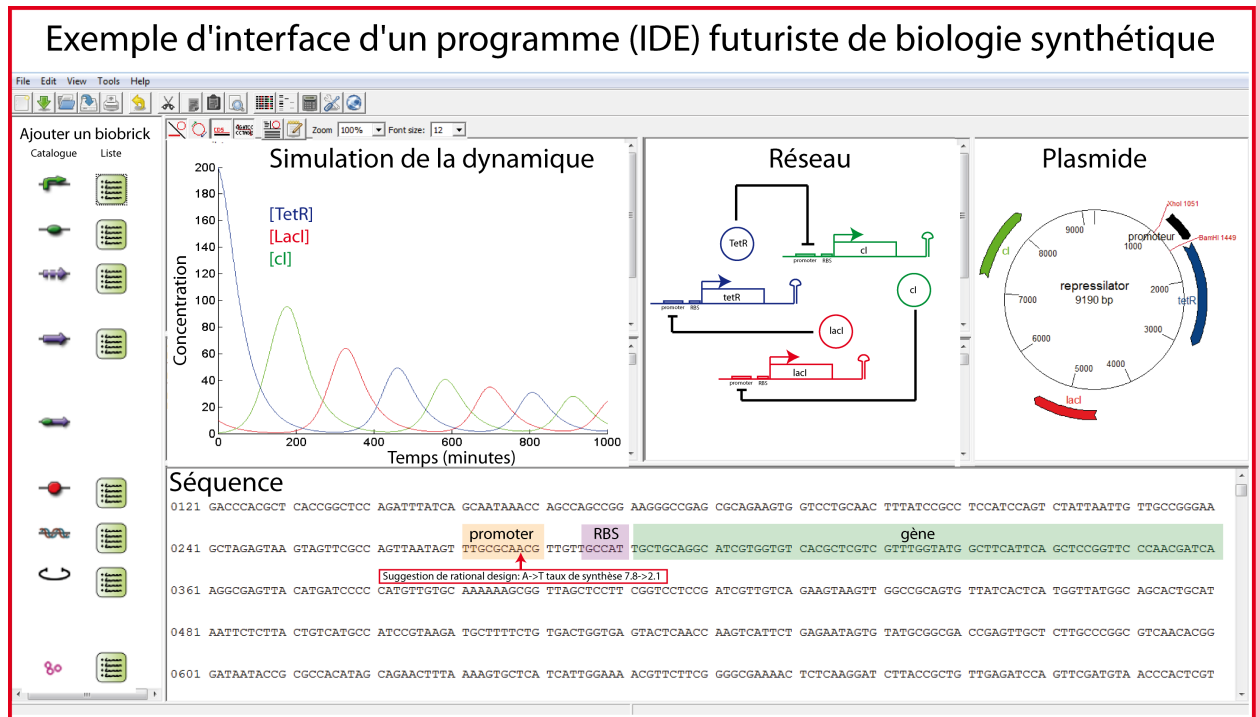 Exemple d'interface d'un programme (IDE) futuriste de biologie synthétique
File Edit View Tools Help
Ajouter un biobrick
Catalogue Liste
Zoom 100% Font size: 12
Simulation de la dynamique
Concentration
200
180
160
140
120
100
80
60
40
20
0
[TetR]
[LacI]
[cI]
0 200 400 600 800 1000
Temps (minutes)
Réseau
TetR
cI
promoter RBS
cI
tetR
promoter RBS
lacI
lacI
promoter RBS
Plasmide
XhoI 1051
promoteur
BamHI 1449
cI
tetR
lacI
repressilator
9190 bp
9000
1000
2000
3000
4000
5000
6000
7000
8000
Séquence
0121 GACCCACGCT CACCGGCTCC AGATTTATCA GCAATAAACC AGCCAGCCGG AAGGGCCGAG CGCAGAAGTG GTCCTGCAAC TTTATCCGCC TCCATCCAGT CTATTAATTG TTGCCGGGAA
promoter RBS gène
0241 GCTAGAGTAA GTAGTTCGCC AGTTAATAGT TTGCGCAACG TTGTTGCCAT TGCTGCAGGC ATCGTGGTGT CACGCTCGTC GTTTGGTATG GCTTCATTCA GCTCCGGTTC CCAACGATCA
Suggestion de rational design: A->T taux de synthèse 7.8->2.1
0361 AGGCGAGTTA CATGATCCCC CATGTTGTGC AAAAAAGCGG TTAGCTCCTT CGGTCCTCCG ATCGTTGTCA GAAGTAAGTT GGCCGCAGTG TTATCACTCA TGGTTATGGC AGCACTGCAT
0481 AATTCTCTTA CTGTCATGCC ATCCGTAAGA TGCTTTTCTG TGACTGGTGA GTACTCAACC AAGTCATTCT GAGAATAGTG TATGCGGCGA CCGAGTTGCT CTTGCCCGGC GTCAACACGG
0601 GATAATACCG CGCCACATAG CAGAACTTTA AAAGTGCTCA TCATTGGAAA ACGTTCTTCG GGGCGAAAAC TCTCAAGGAT CTTACCGCTG TTGAGATCCA GTTCGATGTA ACCCACTCGT